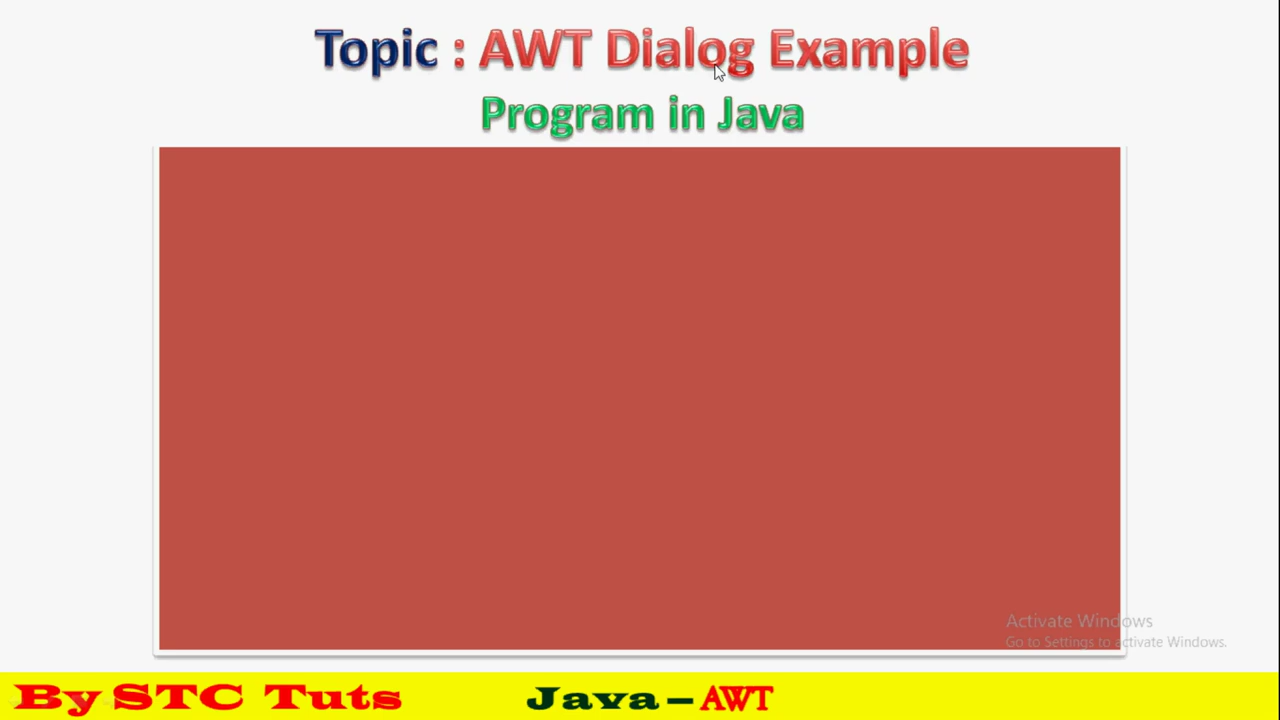 Topic : AWT Dialog Example
Program in Java
Activate Windows
Go to Settings to activate Windows.
By STC Tuts
Java – AWT